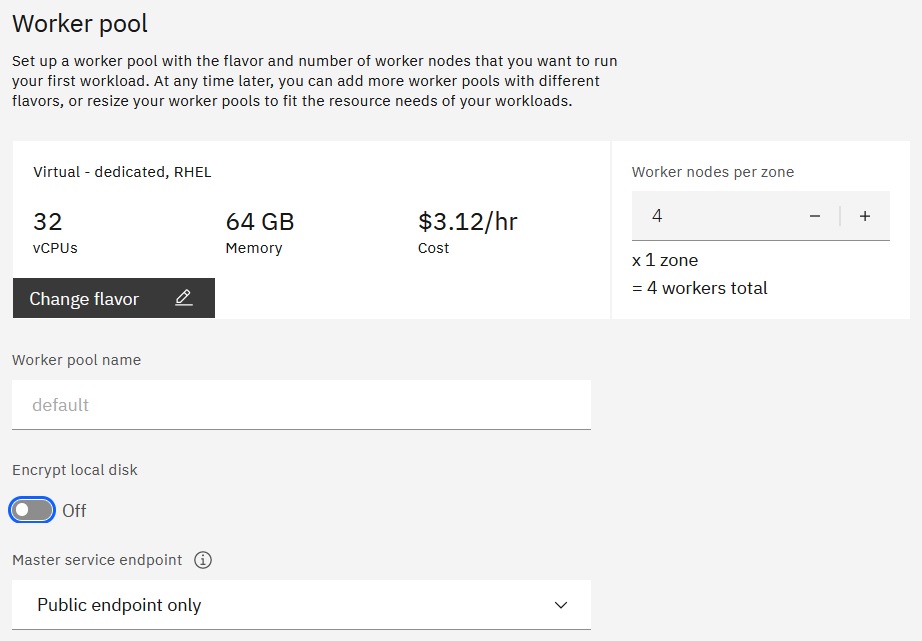 Worker pool
Set up a worker pool with the flavor and number of worker nodes that you want to run
your first workload. At any time later, you can add more worker pools with different
flavors, or resize your worker pools to fit the resource needs of your workloads.
Virtual - dedicated, RHEL
32
vCPUs
64 GB
Memory
$3.12/hr
Cost
Change flavor
Worker nodes per zone
4
x 1 zone
= 4 workers total
Worker pool name
default
Encrypt local disk
Off
Master service endpoint
Public endpoint only